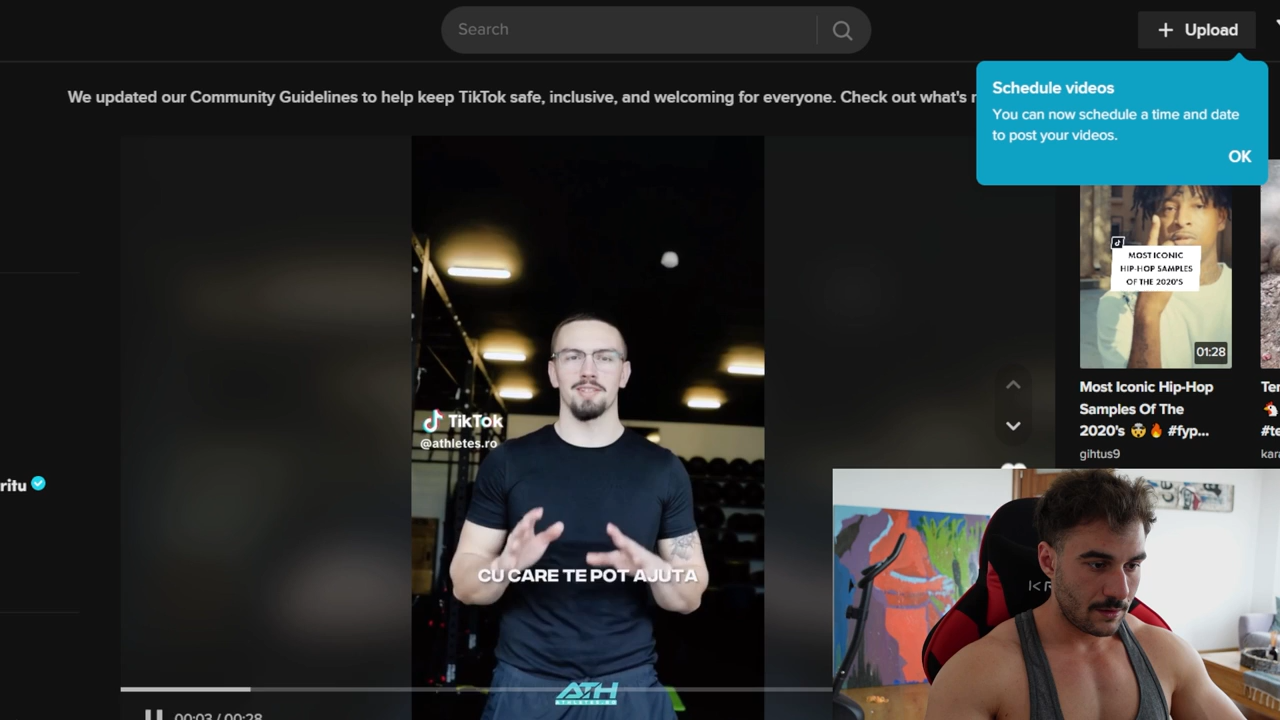 Search
+ Upload
We updated our Community Guidelines to help keep TikTok safe, inclusive, and welcoming for everyone. Check out what's
Schedule videos
You can now schedule a time and date
to post your videos.
OK
MOST ICONIC
HIP-HOP SAMPLES
OF THE 2020'S
01:28
Most Iconic Hip-Hop
Samples Of The
2020's 🤯🔥 #fyp...
gihtus9
TikTok
@athletes.ro
ritu
CU CARE TE POT AJUTA
ATH
00:03 / 00:28